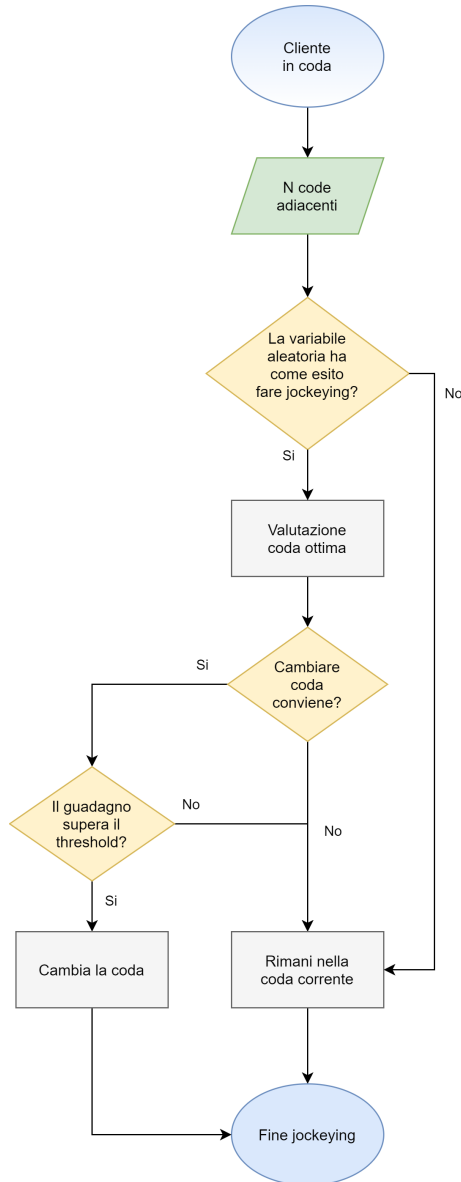 Cliente
in coda
N code
adiacenti
La variabile
aleatoria ha
come esito
fare jockeying?
No
Si
Valutazione
coda ottima
Si
Cambiare
coda
conviene?
Il guadagno
supera il
threshold?
No
No
Si
Cambia la coda
Rimani nella
coda corrente
Fine jockeying